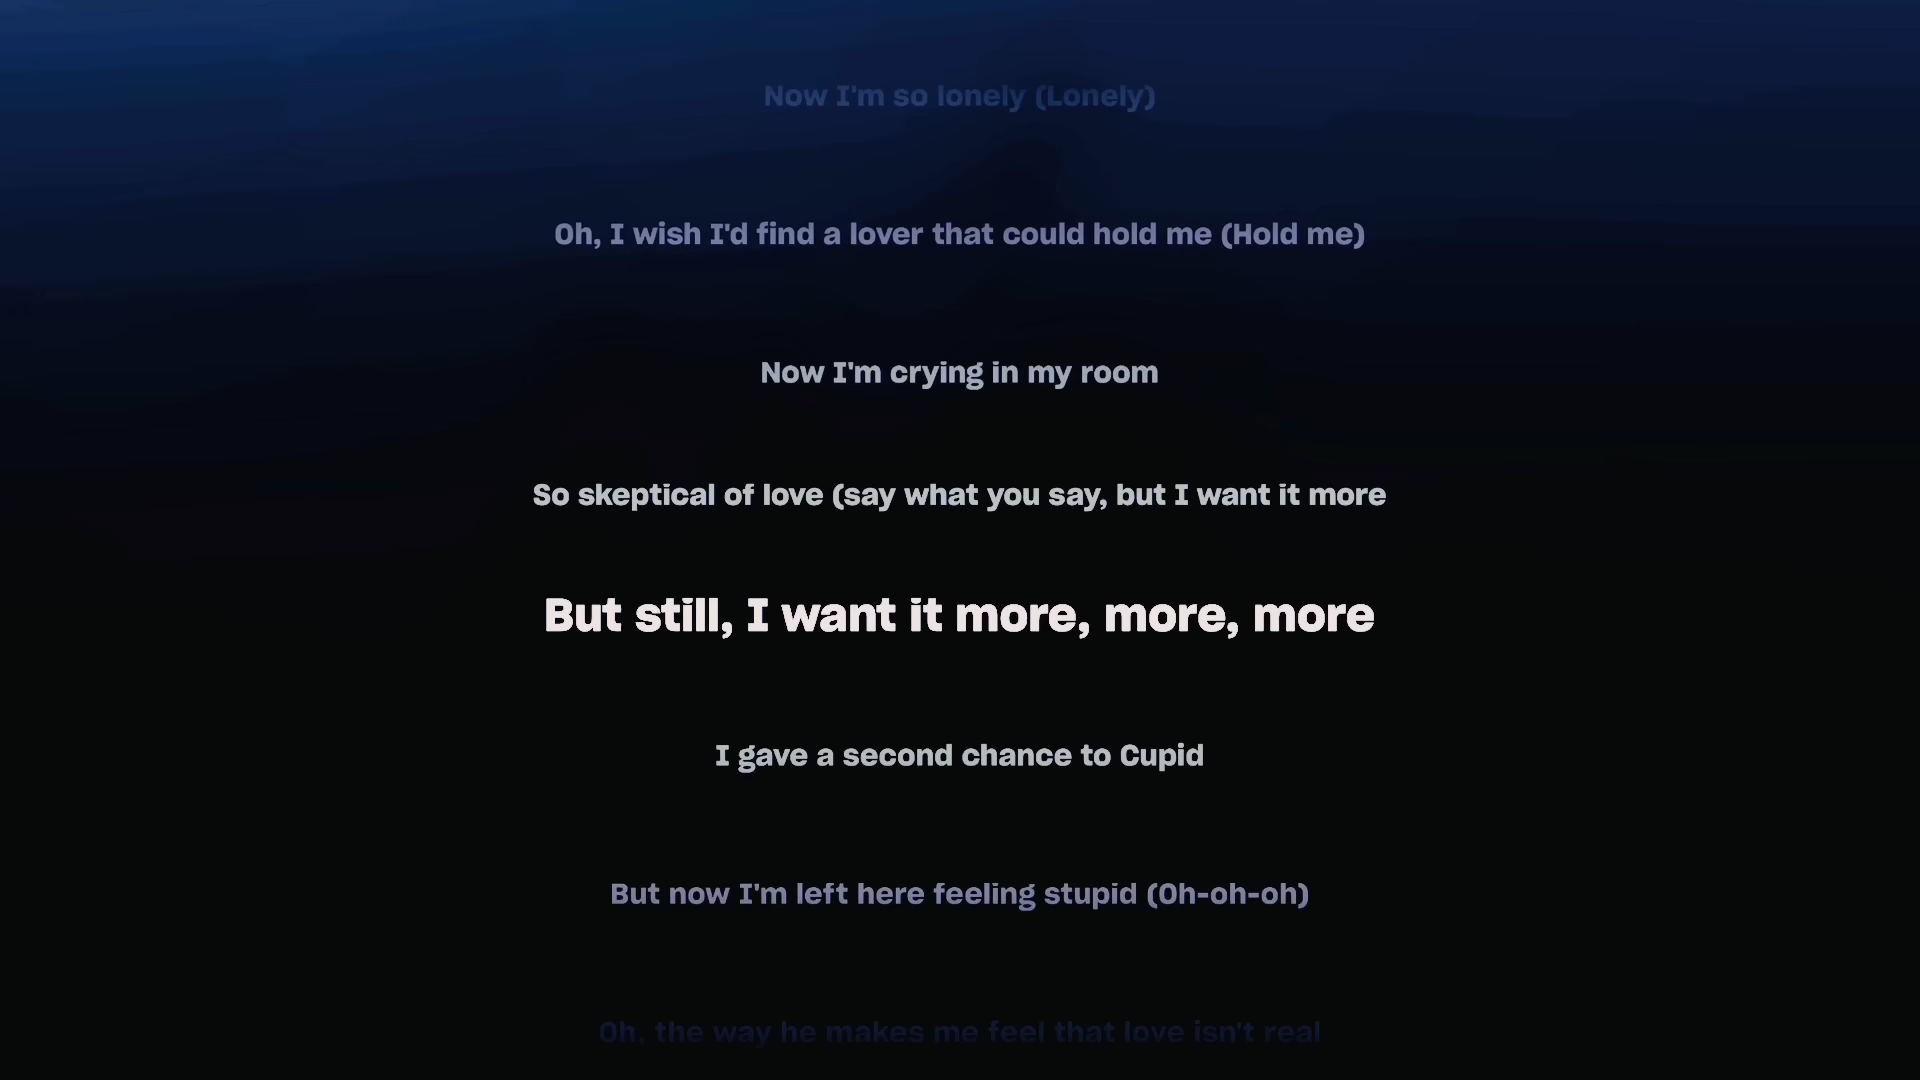 Now I'm so lonely (Lonely)
Oh, I wish I'd find a lover that could hold me (Hold me)
Now I'm crying in my room
So skeptical of love (say what you say, but I want it more
But still, I want it more, more, more
I gave a second chance to Cupid
But now I'm left here feeling stupid (Oh-oh-oh)
Oh, the way he makes me feel that love isn't real